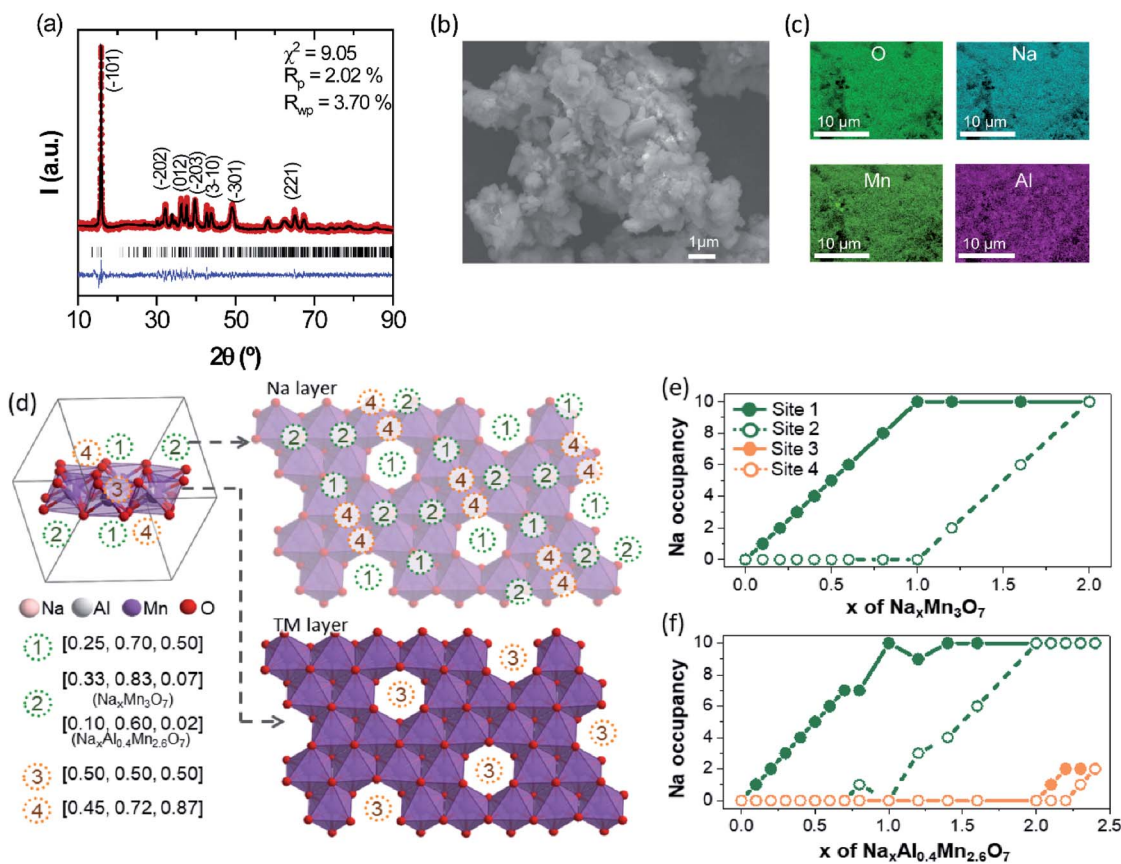 (a)
χ² = 9.05
Rp = 2.02 %
Rwp = 3.70 %
(-101)
(-202)
(012)
(-203)
(3-10)
(-301)
(221)
I (a.u.)
10 30 50 70 90
2θ (º)
(b)
1μm
(c)
O
10 μm
Na
10 μm
Mn
10 μm
Al
10 μm
(d)
4 1 2
3
2 1 4
Na layer
4 2 1
2 2 4 1 4
1 4 2 2 4
1 4 2 1
4 2 2 4
4 1 1 4 2 2
1 1 2 4
TM layer
3
3
3
3
3
Na Al Mn O
1 [0.25, 0.70, 0.50]
[0.33, 0.83, 0.07]
(NaxMn3O7)
2
[0.10, 0.60, 0.02]
(NaxAl0.4Mn2.6O7)
3 [0.50, 0.50, 0.50]
4 [0.45, 0.72, 0.87]
(e)
Na occupancy
10
8
6
4
2
0
Site 1
Site 2
Site 3
Site 4
0.0 0.5 1.0 1.5 2.0
x of NaxMn3O7
(f)
Na occupancy
10
8
6
4
2
0
0.0 0.5 1.0 1.5 2.0 2.5
x of NaxAl0.4Mn2.6O7